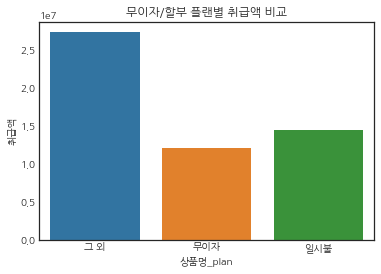 무이자/할부 플랜별 취급액 비교
1e7
2.5
2.0
1.5
1.0
0.5
0.0
취급액
그 외
무이자
일시불
상품명_plan